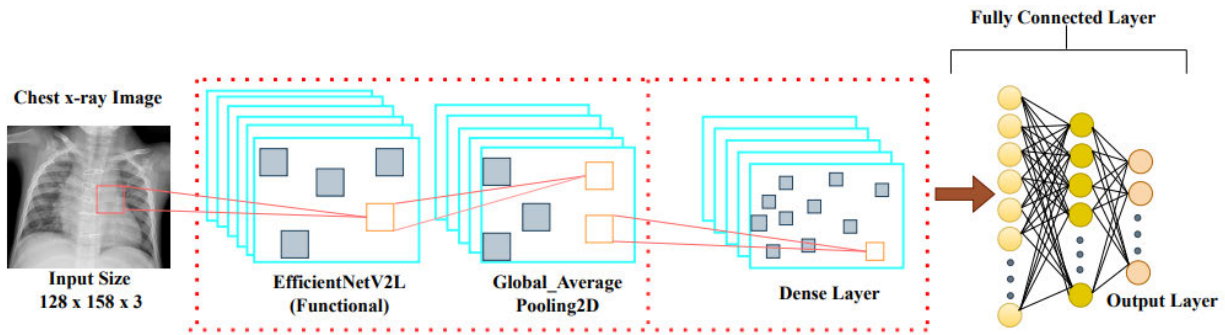 Fully Connected Layer
Chest x-ray Image
Input Size
128 x 158 x 3
EfficientNetV2L
(Functional)
Global_Average
Pooling2D
Dense Layer
Output Layer